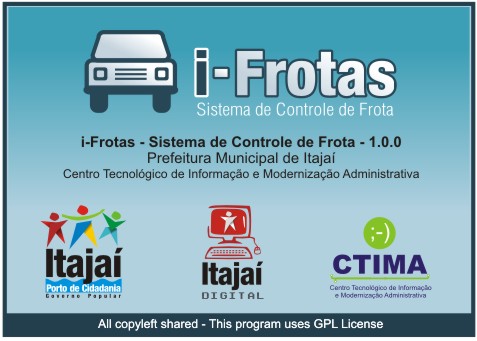 i-Frotas
Sistema de Controle de Frota
i-Frotas - Sistema de Controle de Frota - 1.0.0
Prefeitura Municipal de Itajaí
Centro Tecnológico de Informação e Modernização Administrativa
Itajaí
Porto de Cidadania
Governo Popular
Itajaí
DIGITAL
;-)
CTIMA
Centro Tecnológico de Informação
e Modernização Administrativa
All copyleft shared - This program uses GPL License